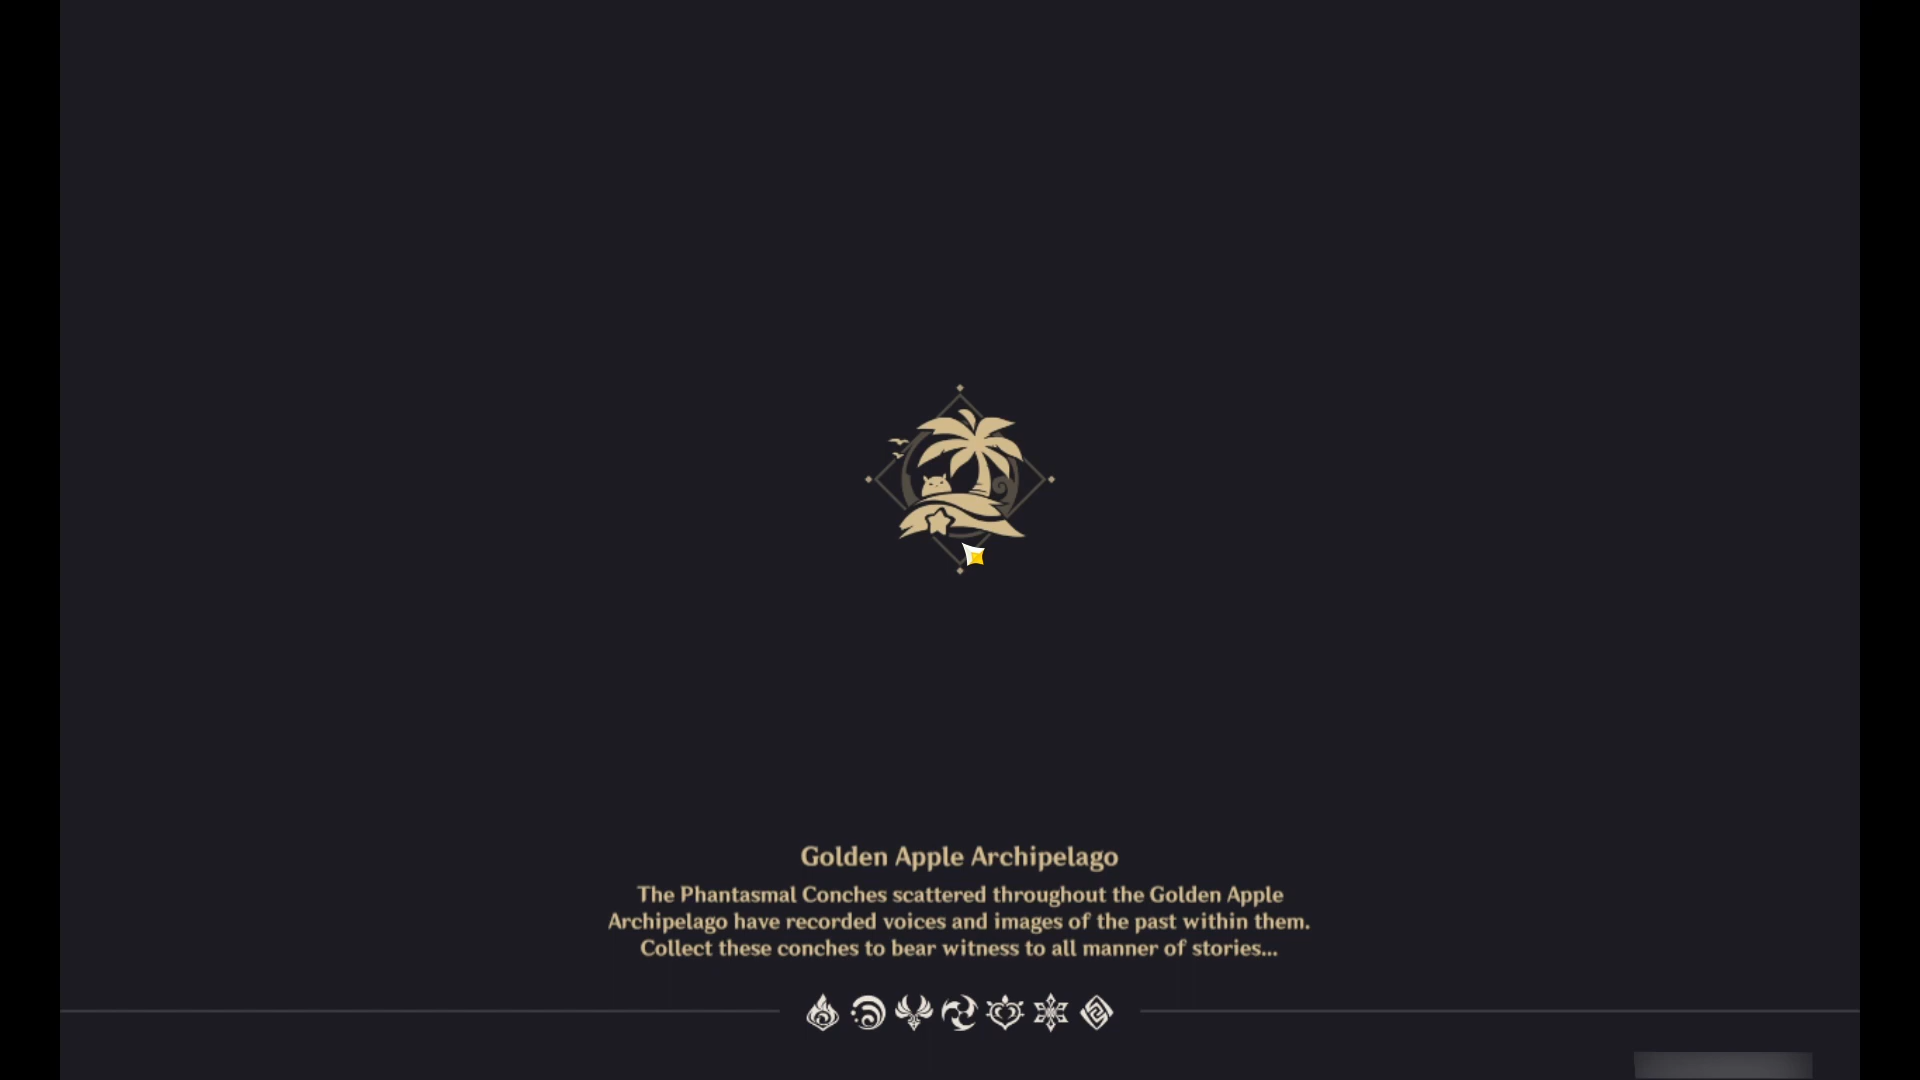 Golden Apple Archipelago
The Phantasmal Conches scattered throughout the Golden Apple
Archipelago have recorded voices and images of the past within them.
Collect these conches to bear witness to all manner of stories...